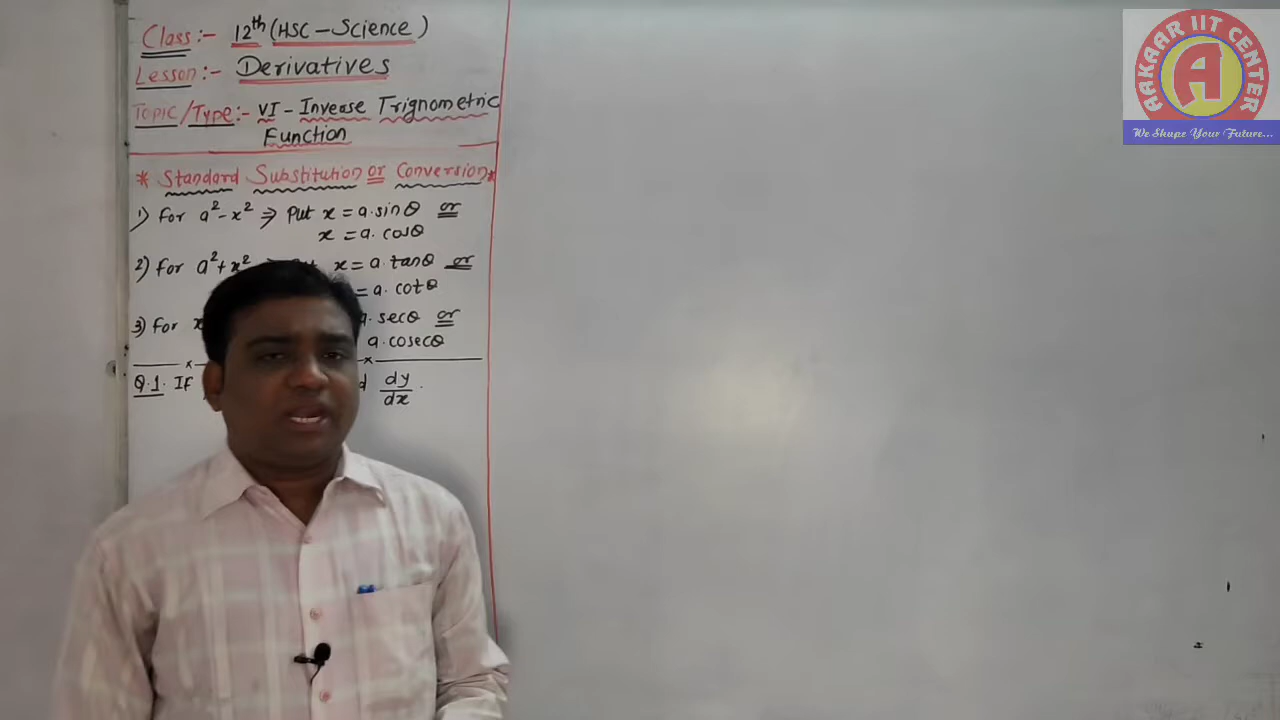 Class:- 12th (HSC - Science)
Lesson:- Derivatives
Topic/Type:- VI - Inverse Trignometric
Function
* Standard Substitution or Conversion *
1) For a² - x² ⇒ Put x = a.sinθ or
x = a. cosθ
2) For a² + x² x = a. tanθ or
= a. cotθ
3) For a. secθ or
a. cosecθ
Q.1. If dy/dx.
AAKAAR IIT CENTER
A
We Shape Your Future...